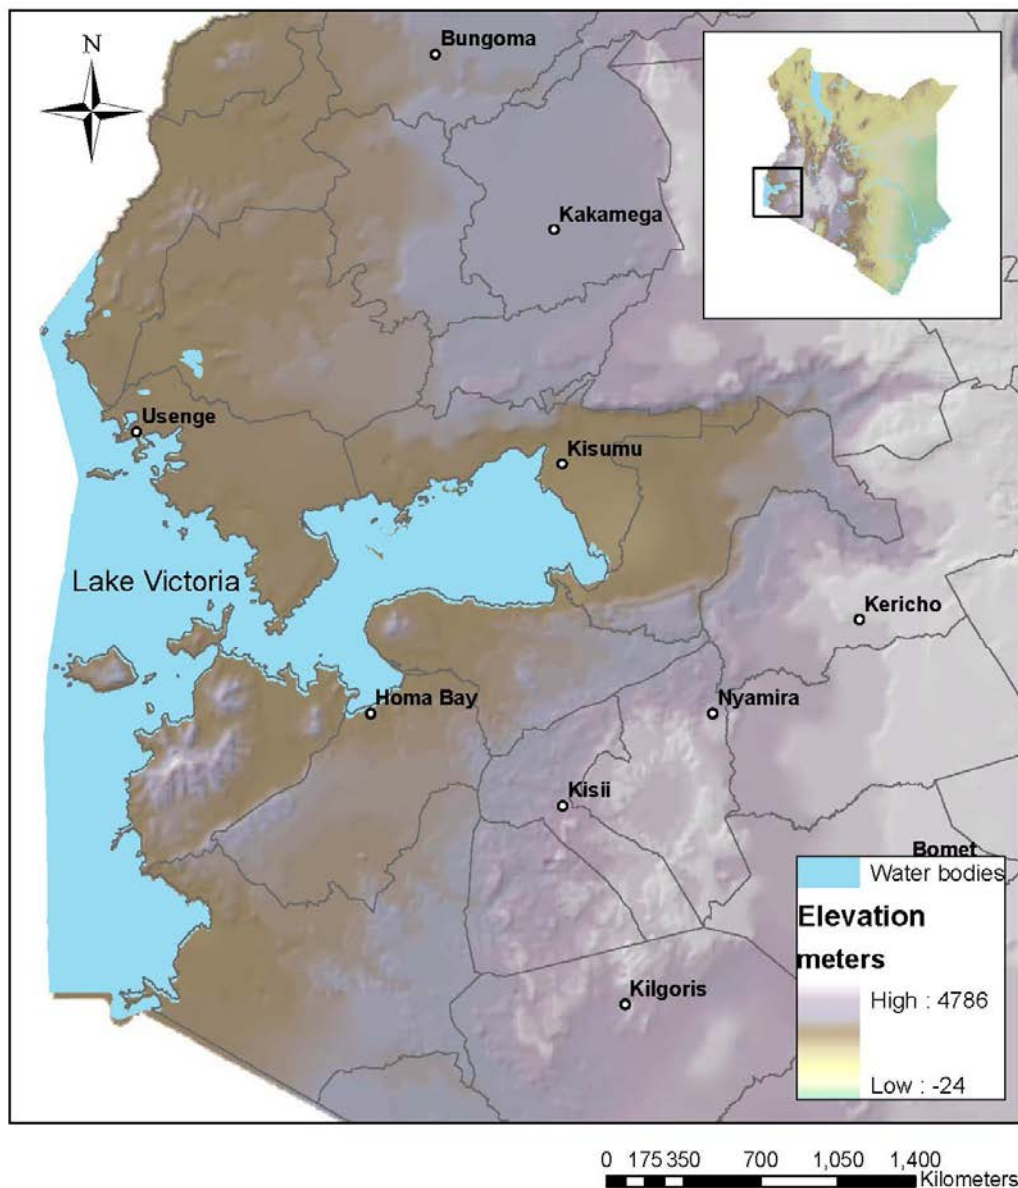 N
Bungoma
Kakamega
Usenge
Kisumu
Lake Victoria
Kericho
Homa Bay
Nyamira
Kisii
Bomet
Kilgoris
Water bodies
Elevation
meters
High : 4786
Low : -24
0 175 350 700 1,050 1,400
Kilometers